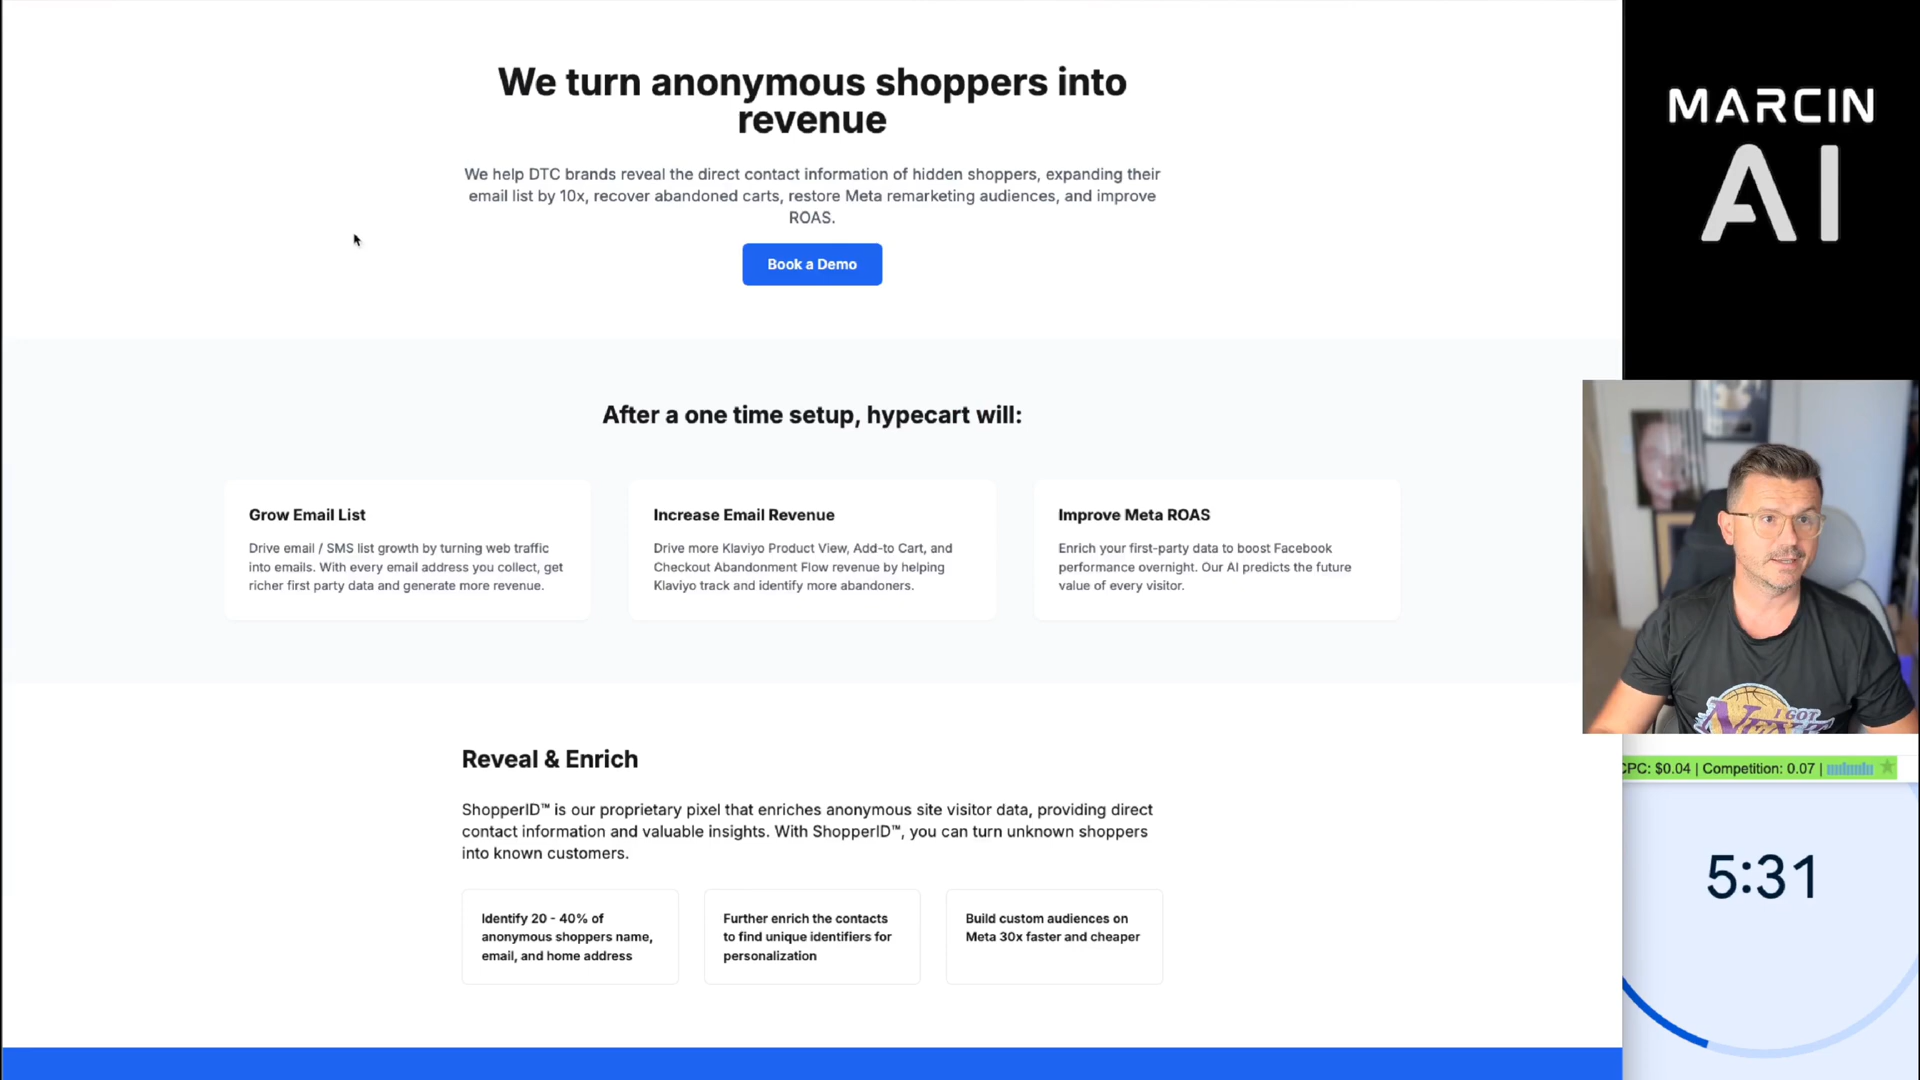 We turn anonymous shoppers into
revenue
We help DTC brands reveal the direct contact information of hidden shoppers, expanding their
email list by 10x, recover abandoned carts, restore Meta remarketing audiences, and improve
ROAS.
Book a Demo
After a one time setup, hypecart will:
Grow Email List
Drive email / SMS list growth by turning web traffic
into emails. With every email address you collect, get
richer first party data and generate more revenue.
Increase Email Revenue
Drive more Klaviyo Product View, Add-to Cart, and
Checkout Abandonment Flow revenue by helping
Klaviyo track and identify more abandoners.
Improve Meta ROAS
Enrich your first-party data to boost Facebook
performance overnight. Our AI predicts the future
value of every visitor.
Reveal & Enrich
ShopperID™ is our proprietary pixel that enriches anonymous site visitor data, providing direct
contact information and valuable insights. With ShopperID™, you can turn unknown shoppers
into known customers.
Identify 20 - 40% of
anonymous shoppers name,
email, and home address
Further enrich the contacts
to find unique identifiers for
personalization
Build custom audiences on
Meta 30x faster and cheaper
MARCIN
AI
I GOT
NEXT
CPC: $0.04 | Competition: 0.07 |
5:31